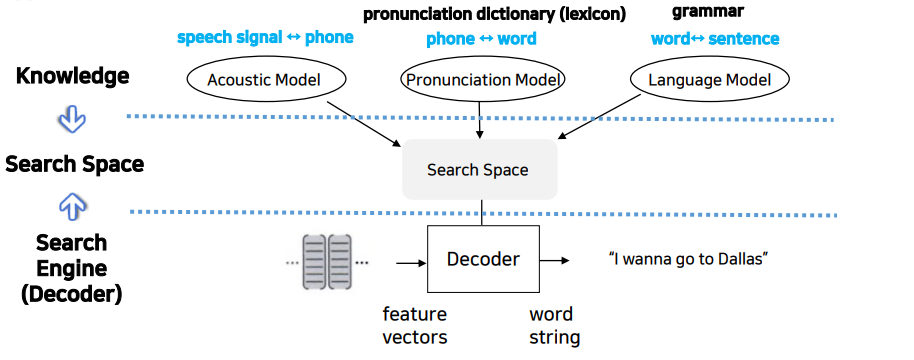 pronunciation dictionary (lexicon)
grammar
speech signal ↔ phone
phone ↔ word
word↔ sentence
Knowledge
Acoustic Model
Pronunciation Model
Language Model
Search Space
Search Space
Search
Engine
(Decoder)
...
...
Decoder
“I wanna go to Dallas”
feature
vectors
word
string